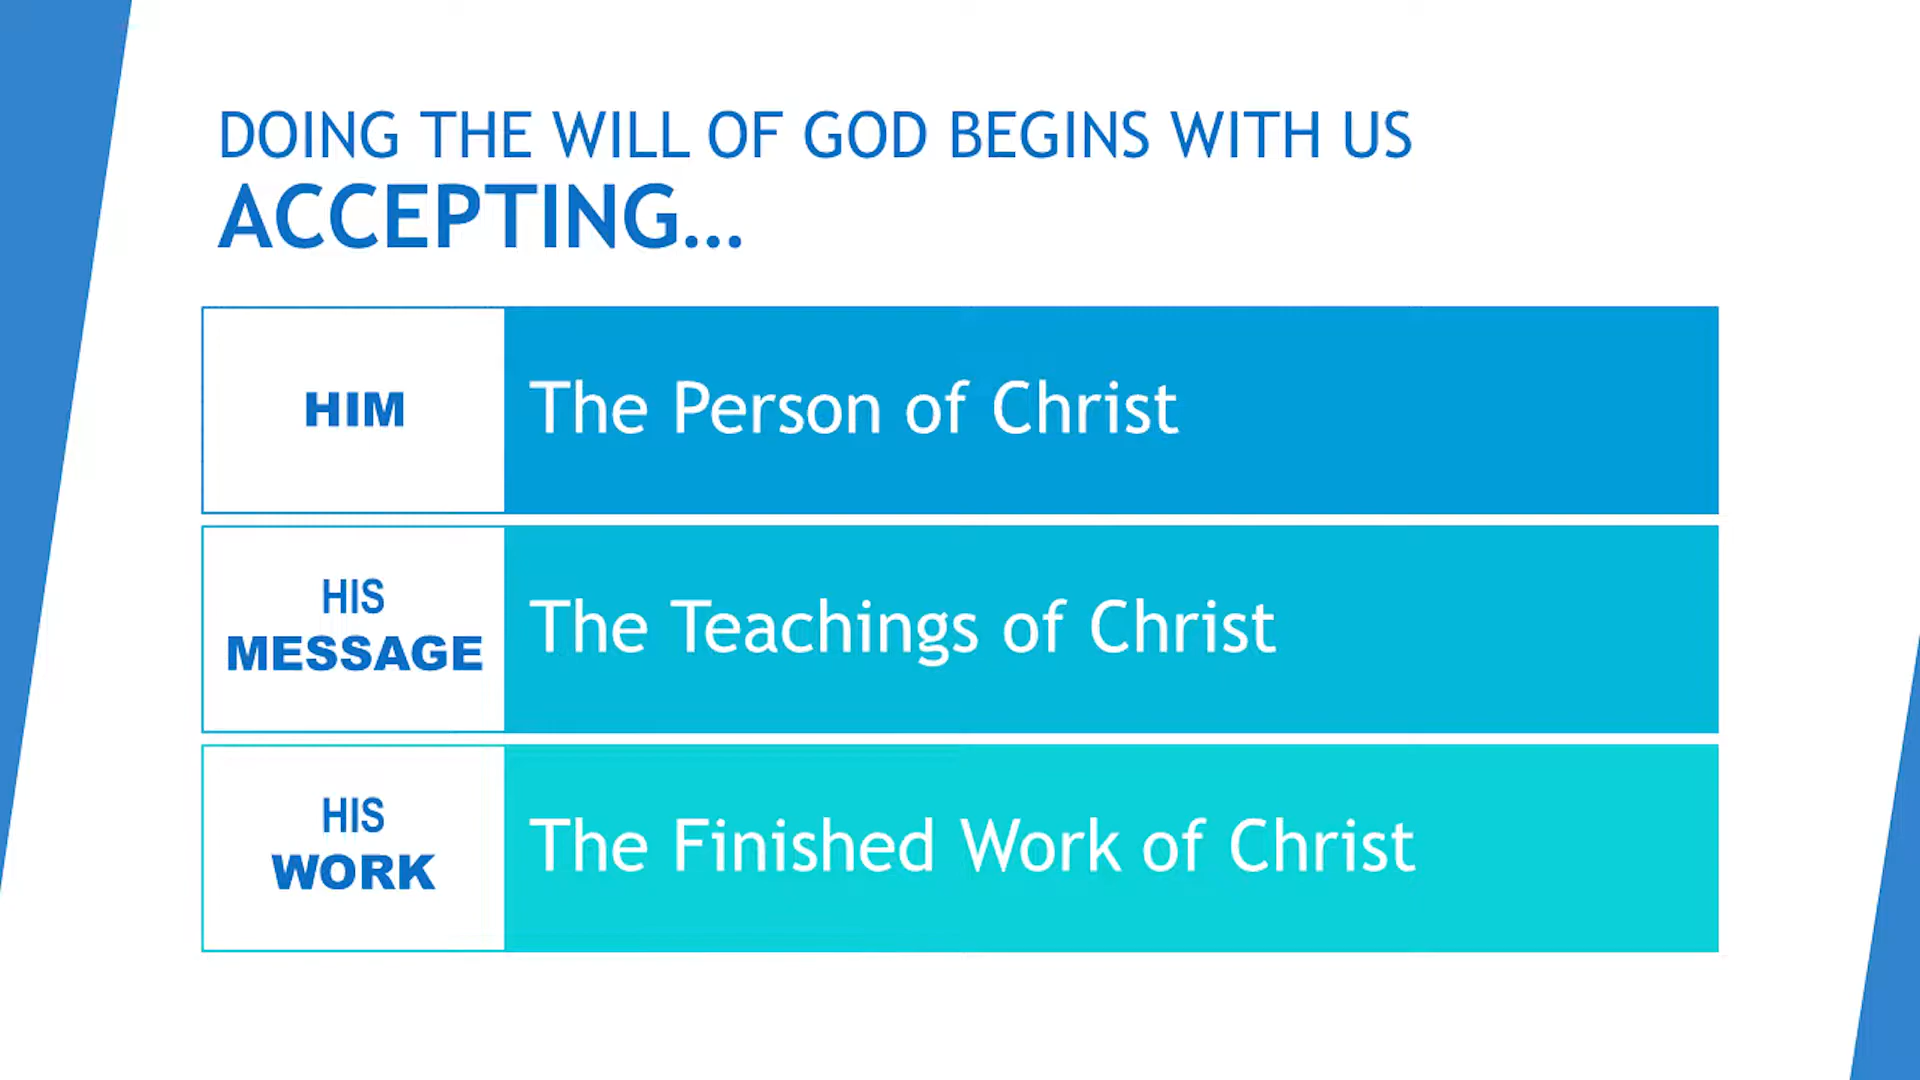 DOING THE WILL OF GOD BEGINS WITH US
ACCEPTING...
HIM
The Person of Christ
HIS
MESSAGE
The Teachings of Christ
HIS
WORK
The Finished Work of Christ